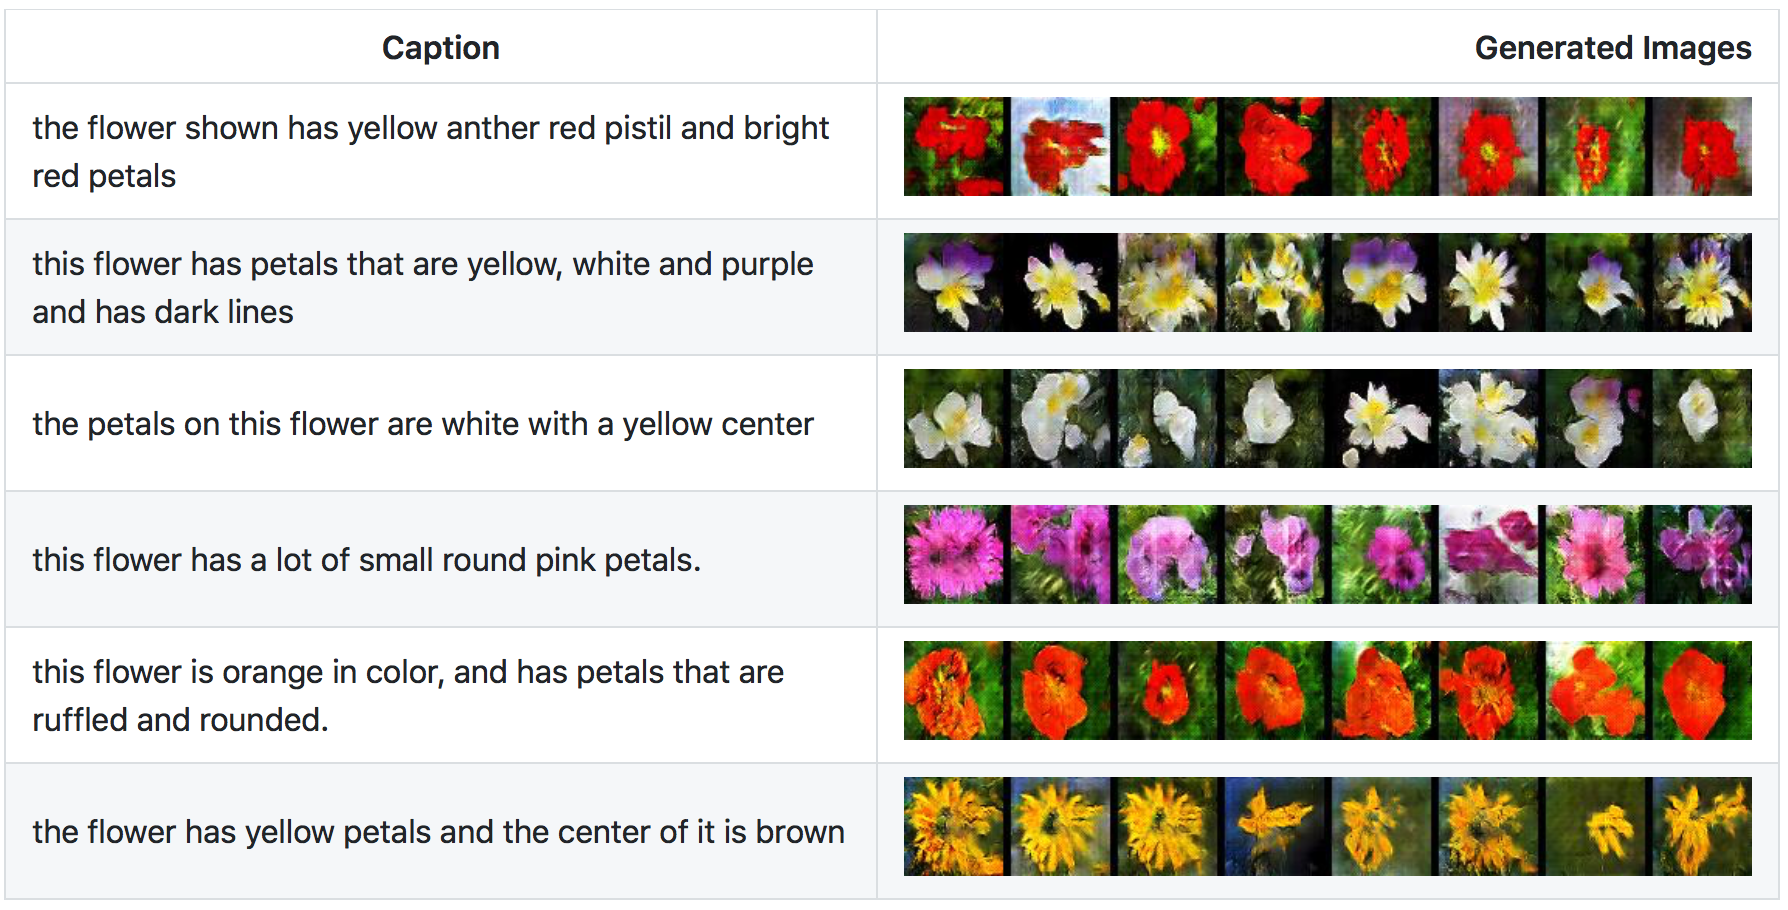 Caption
Generated Images
the flower shown has yellow anther red pistil and bright
red petals
this flower has petals that are yellow, white and purple
and has dark lines
the petals on this flower are white with a yellow center
this flower has a lot of small round pink petals.
this flower is orange in color, and has petals that are
ruffled and rounded.
the flower has yellow petals and the center of it is brown